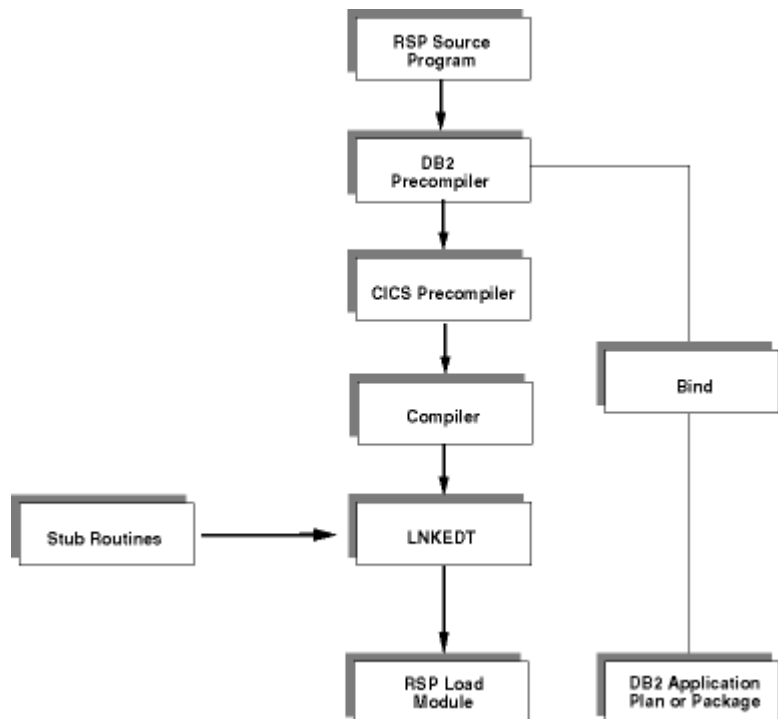 RSP Source
Program
DB2
Precompiler
CICS Precompiler
Bind
Compiler
Stub Routines
LNKEDT
RSP Load
Module
DB2 Application
Plan or Package